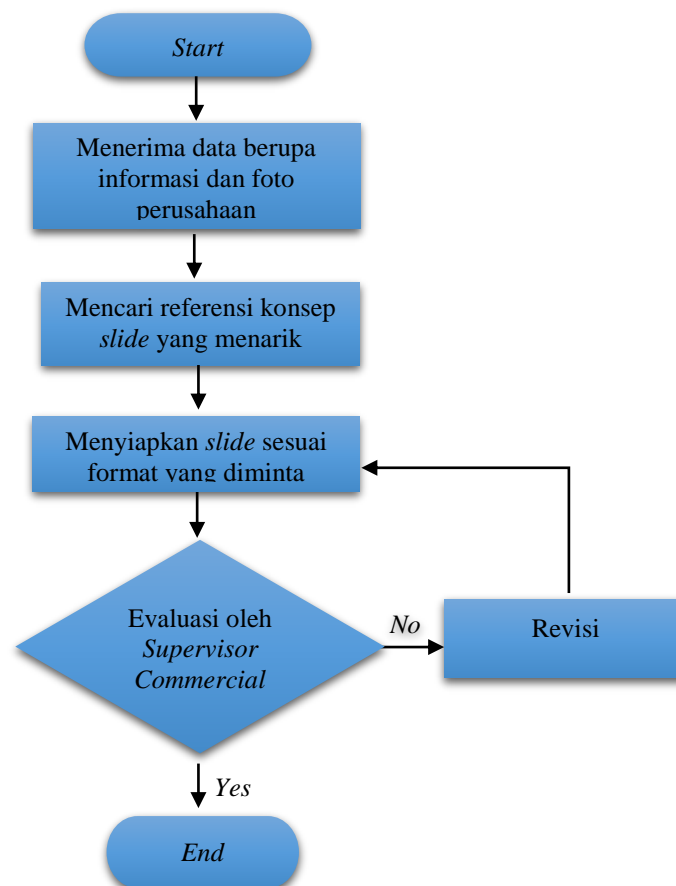 Start
Menerima data berupa
informasi dan foto
perusahaan
Mencari referensi konsep
slide yang menarik
Menyiapkan slide sesuai
format yang diminta
Evaluasi oleh
Supervisor
Commercial
No
Revisi
Yes
End